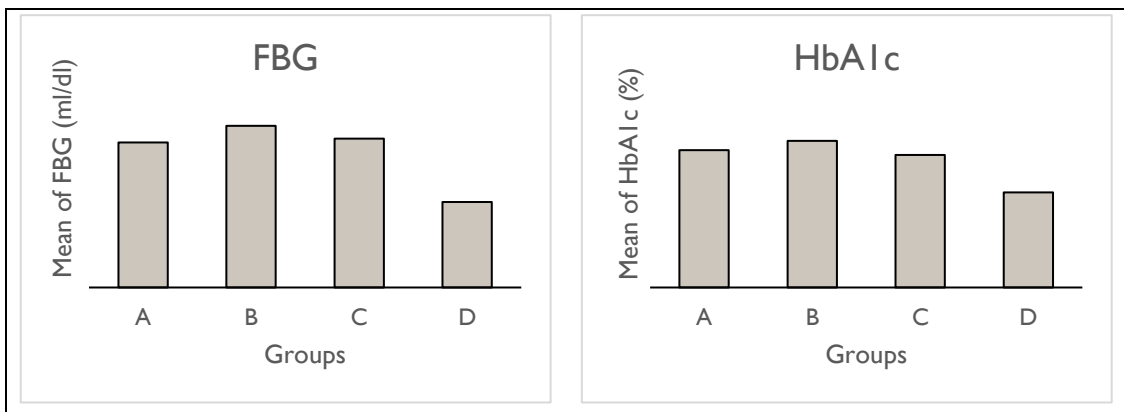 FBG
Mean of FBG (ml/dl)
A B C D
Groups
HbA1c
Mean of HbA1c (%)
A B C D
Groups